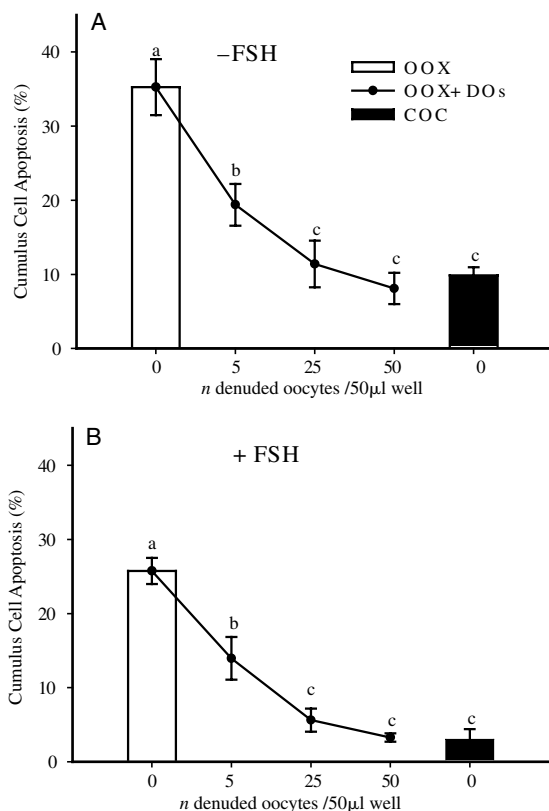 A
–FSH
OOX
OOX+ DOs
COC
Cumulus Cell Apoptosis (%)
40
30
20
10
0
a
b
c
c
c
0 5 25 50 0
n denuded oocytes /50µl well
B
+ FSH
Cumulus Cell Apoptosis (%)
40
30
20
10
0
a
b
c
c
c
0 5 25 50 0
n denuded oocytes /50µl well